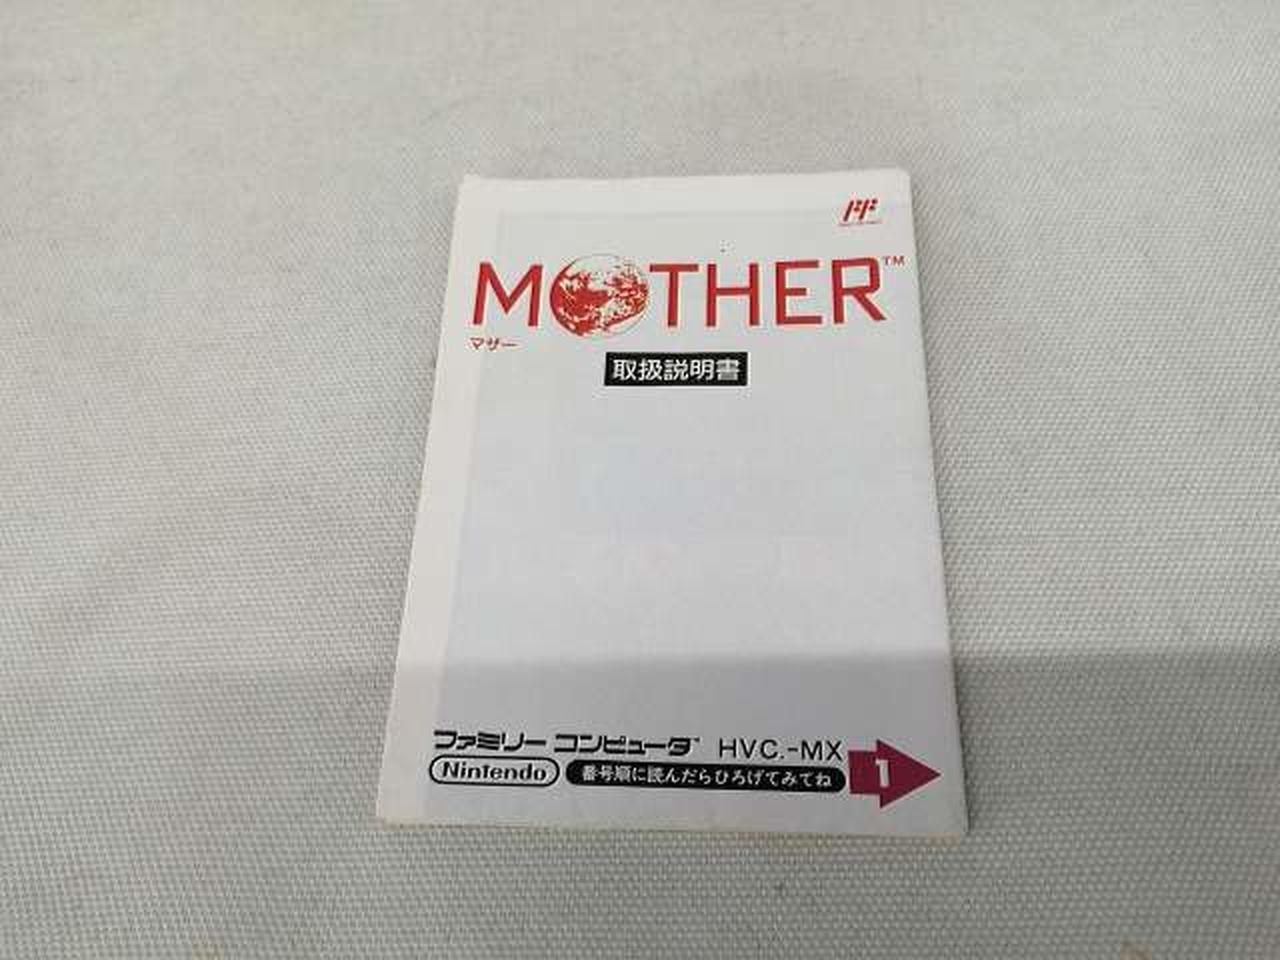 MOTHER™
マザー
取扱説明書
ファミリー コンピュータ™ HVC.-MX
Nintendo
番号順に読んだらひろげてみてね
1